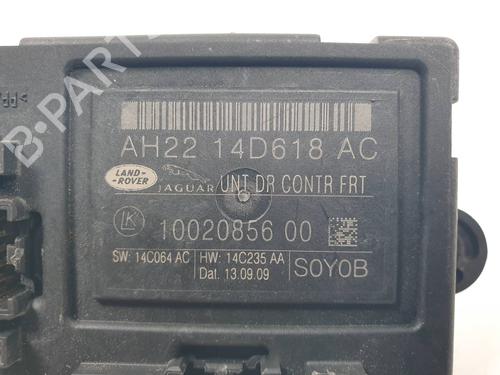 B-PARTS
AH22 14D618 AC
LAND-
ROVER
JAGUAR
UNT DR CONTR FRT
LK
10020856 00
SW: 14C064 AC
HW: 14C235 AA
Dat. 13.09.09
S0Y0B